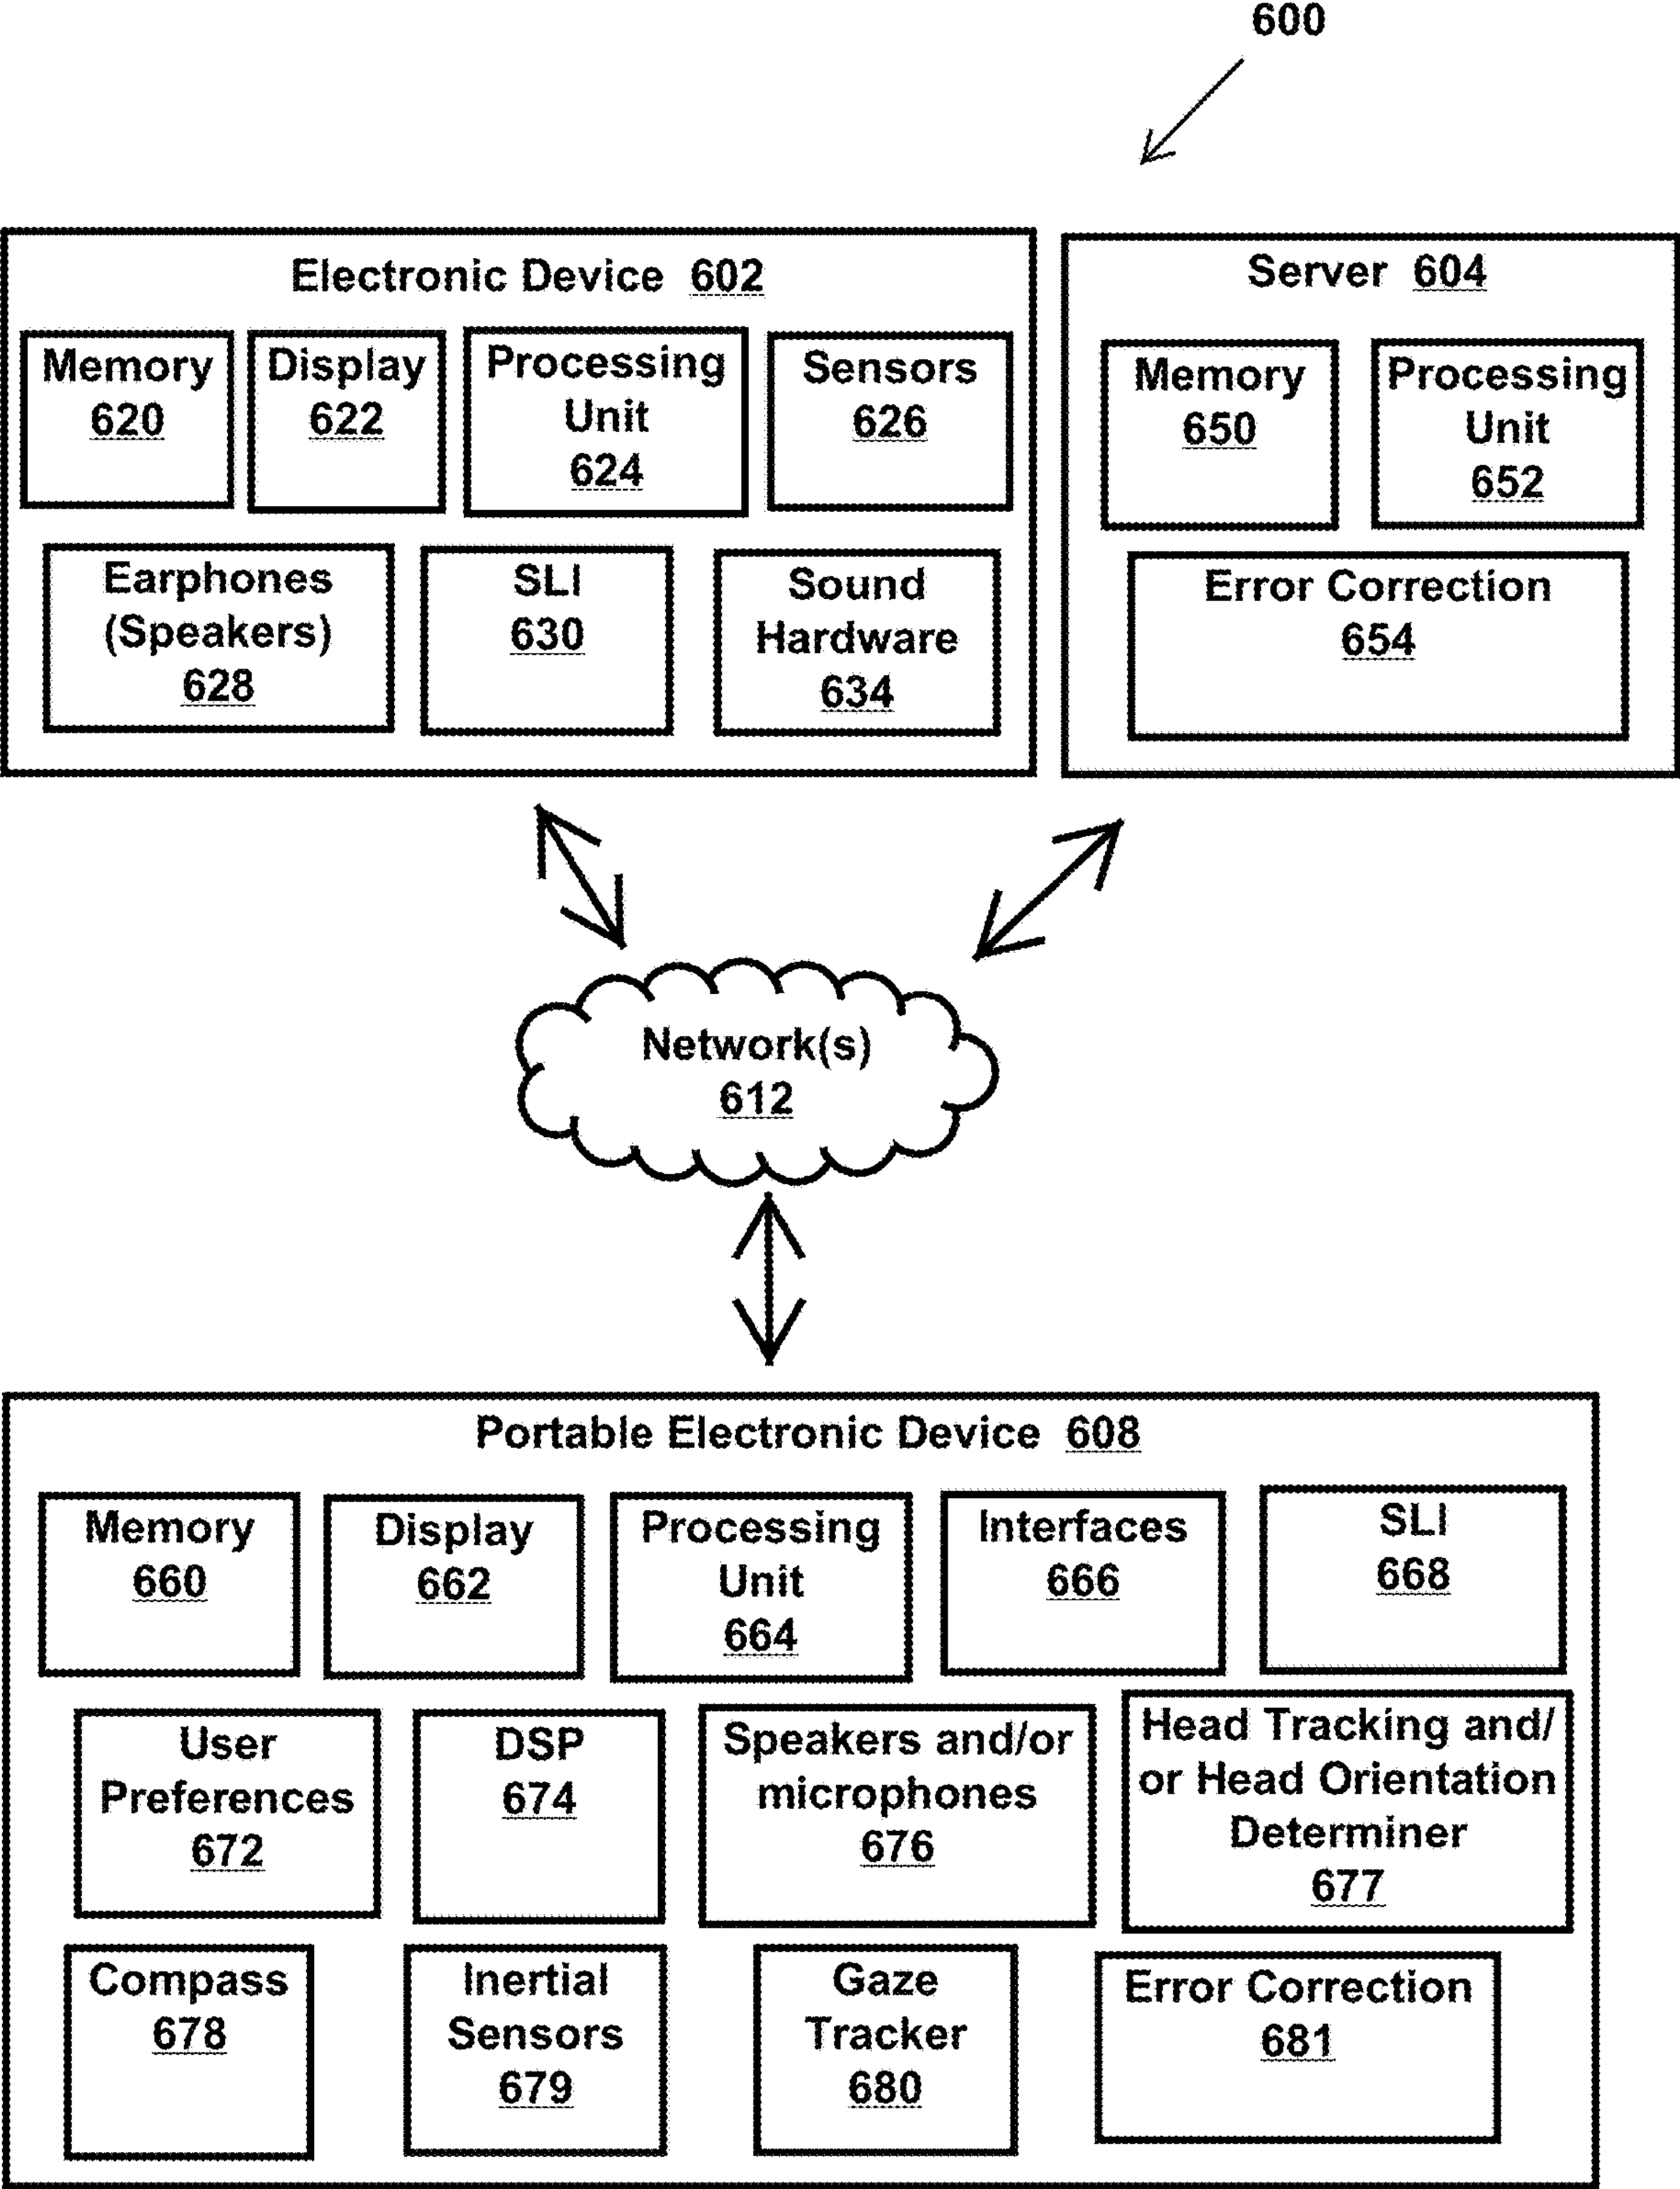 600
Electronic Device 602
Server 604
Memory
620
Display
622
Processing
Unit
624
Sensors
626
Memory
650
Processing
Unit
652
Earphones
(Speakers)
628
SLI
630
Sound
Hardware
634
Error Correction
654
Network(s)
612
Portable Electronic Device 608
Memory
660
Display
662
Processing
Unit
664
Interfaces
666
SLI
668
User
Preferences
672
DSP
674
Speakers and/or
microphones
676
Head Tracking and/
or Head Orientation
Determiner
677
Compass
678
Inertial
Sensors
679
Gaze
Tracker
680
Error Correction
681